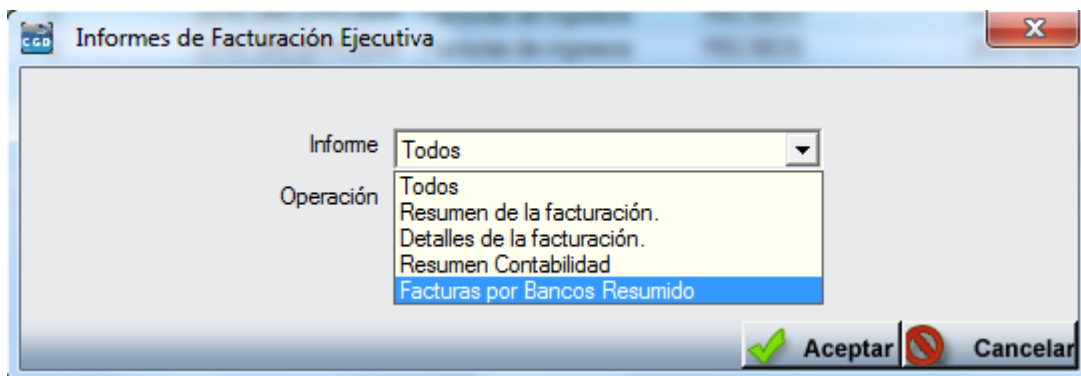 CGD
Informes de Facturación Ejecutiva
Informe
Todos
Operación
Todos
Resumen de la facturación.
Detalles de la facturación.
Resumen Contabilidad
Facturas por Bancos Resumido
Aceptar
Cancelar